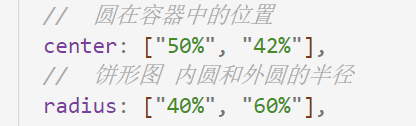 //  圆在容器中的位置
center: ["50%", "42%"],
//  饼形图 内圆和外圆的半径
radius: ["40%", "60%"],